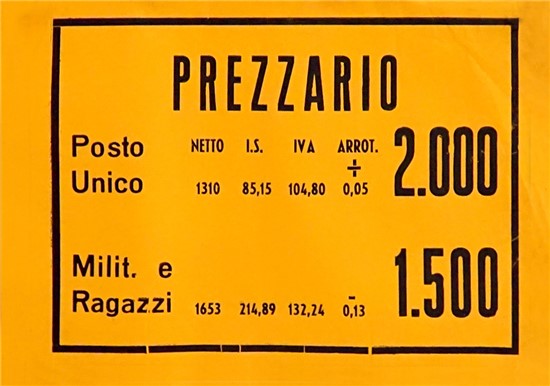 PREZZARIO
Posto Unico NETTO I.S. IVA ARROT. 2.000
1310 85,15 104,80 + 0,05
Milit. e Ragazzi 1.500
1653 214,89 132,24 - 0,13